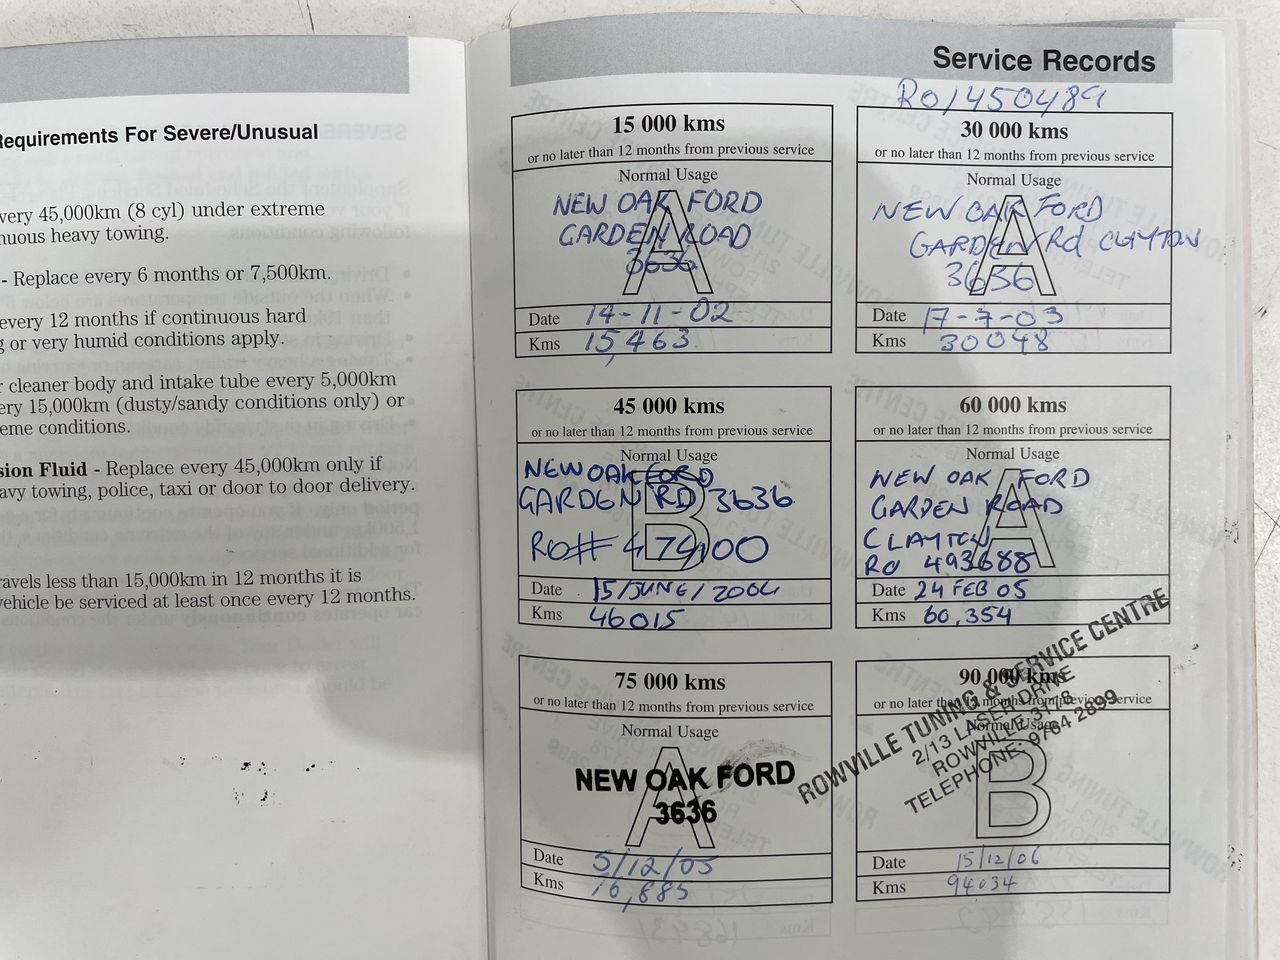 Requirements For Severe/Unusual
very 45,000km (8 cyl) under extreme
nuous heavy towing.
- Replace every 6 months or 7,500km.
every 12 months if continuous hard
g or very humid conditions apply.
r cleaner body and intake tube every 5,000km
ery 15,000km (dusty/sandy conditions only) or
eme conditions.
sion Fluid - Replace every 45,000km only if
avy towing, police, taxi or door to door delivery.
ravels less than 15,000km in 12 months it is
vehicle be serviced at least once every 12 months.
Service Records
RO/450489
15 000 kms
or no later than 12 months from previous service
Normal Usage
A
NEW OAK FORD
GARDEN ROAD
3636
Date 14-11-02
Kms 15,463
30 000 kms
or no later than 12 months from previous service
Normal Usage
A
NEW OAK FORD
GARDEN Rd CLAYTON
3636
Date 17-7-03
Kms 30048
45 000 kms
or no later than 12 months from previous service
Normal Usage
B
NEW OAK FORD
GARDEN RD 3636
RO# 474100
Date 15/JUNE/2004
Kms 46015
60 000 kms
or no later than 12 months from previous service
Normal Usage
A
NEW OAK FORD
GARDEN ROAD
CLAYTON
RO 493688
Date 24 FEB 05
Kms 60,354
75 000 kms
or no later than 12 months from previous service
Normal Usage
A
NEW OAK FORD
3636
Date 5/12/05
Kms 76,885
90 000 kms
or no later than 12 months from previous service
Normal Usage
B
ROWVILLE TUNING & SERVICE CENTRE
2/13 LASER DRIVE
ROWVILLE 3178
TELEPHONE: 9764 2899
Date 15/12/06
Kms 94034